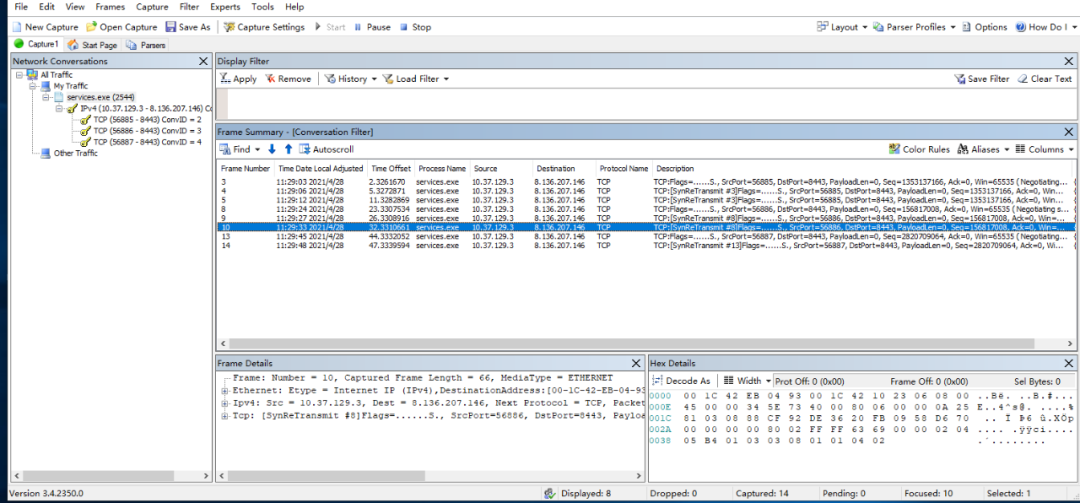 File Edit View Frames Capture Filter Experts Tools Help
New Capture Open Capture Save As Capture Settings Start Pause Stop Layout Parser Profiles Options How Do I
Capture1 Start Page Parsers
Network Conversations
All Traffic
My Traffic
services.exe (2544)
IPv4 (10.37.129.3 - 8.136.207.146) Co
TCP (56885 - 8443) ConvID = 2
TCP (56886 - 8443) ConvID = 3
TCP (56887 - 8443) ConvID = 4
Other Traffic
Display Filter
Apply Remove History Load Filter Save Filter Clear Text
Frame Summary - [Conversation Filter]
Find Autoscroll Color Rules Aliases Columns
Frame Number Time Date Local Adjusted Time Offset Process Name Source Destination Protocol Name Description
3 11:29:03 2021/4/28 2.3261670 services.exe 10.37.129.3 8.136.207.146 TCP TCP:Flags=......S., SrcPort=56885, DstPort=8443, PayloadLen=0, Seq=1353137166, Ack=0, Win=65535 ( Negotiating...
4 11:29:06 2021/4/28 5.3272871 services.exe 10.37.129.3 8.136.207.146 TCP TCP:[SynReTransmit #3]Flags=......S., SrcPort=56885, DstPort=8443, PayloadLen=0, Seq=1353137166, Ack=0, Win...
5 11:29:12 2021/4/28 11.3282869 services.exe 10.37.129.3 8.136.207.146 TCP TCP:[SynReTransmit #3]Flags=......S., SrcPort=56885, DstPort=8443, PayloadLen=0, Seq=1353137166, Ack=0, Win...
8 11:29:24 2021/4/28 23.3307534 services.exe 10.37.129.3 8.136.207.146 TCP TCP:Flags=......S., SrcPort=56886, DstPort=8443, PayloadLen=0, Seq=156817008, Ack=0, Win=65535 ( Negotiating s...
9 11:29:27 2021/4/28 26.3308916 services.exe 10.37.129.3 8.136.207.146 TCP TCP:[SynReTransmit #8]Flags=......S., SrcPort=56886, DstPort=8443, PayloadLen=0, Seq=156817008, Ack=0, Win=...
10 11:29:33 2021/4/28 32.3310661 services.exe 10.37.129.3 8.136.207.146 TCP TCP:[SynReTransmit #8]Flags=......S., SrcPort=56886, DstPort=8443, PayloadLen=0, Seq=156817008, Ack=0, Win=...
13 11:29:45 2021/4/28 44.3332052 services.exe 10.37.129.3 8.136.207.146 TCP TCP:Flags=......S., SrcPort=56887, DstPort=8443, PayloadLen=0, Seq=2820709064, Ack=0, Win=65535 ( Negotiating...
14 11:29:48 2021/4/28 47.3339594 services.exe 10.37.129.3 8.136.207.146 TCP TCP:[SynReTransmit #13]Flags=......S., SrcPort=56887, DstPort=8443, PayloadLen=0, Seq=2820709064, Ack=0, Wi...
Frame Details
Frame: Number = 10, Captured Frame Length = 66, MediaType = ETHERNET
Ethernet: Etype = Internet IP (IPv4),DestinationAddress:[00-1C-42-EB-04-93
Ipv4: Src = 10.37.129.3, Dest = 8.136.207.146, Next Protocol = TCP, Packet
Tcp: [SynReTransmit #8]Flags=......S., SrcPort=56886, DstPort=8443, Payloa
Hex Details
Decode As Width Prot Off: 0 (0x00) Frame Off: 0 (0x00) Sel Bytes: 0
0000 00 1C 42 EB 04 93 00 1C 42 10 23 06 08 00
000E 45 00 00 34 5E 73 40 00 80 06 00 00 0A 25
001C 81 03 08 88 CF 92 DE 36 20 FB 09 58 D6 70
002A 00 00 00 00 80 02 FF FF 63 69 00 00 02 04
0038 05 B4 01 03 03 08 01 01 04 02
Version 3.4.2350.0 Displayed: 8 Dropped: 0 Captured: 14 Pending: 0 Focused: 10 Selected: 1